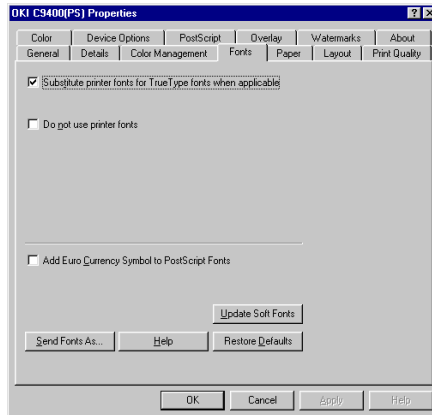 OKI C9400(PS) Properties
Color Device Options PostScript Overlay Watermarks About
General Details Color Management Fonts Paper Layout Print Quality
Substitute printer fonts for TrueType fonts when applicable
Do not use printer fonts
Add Euro Currency Symbol to PostScript Fonts
Update Soft Fonts
Send Fonts As... Help Restore Defaults
OK Cancel Apply Help